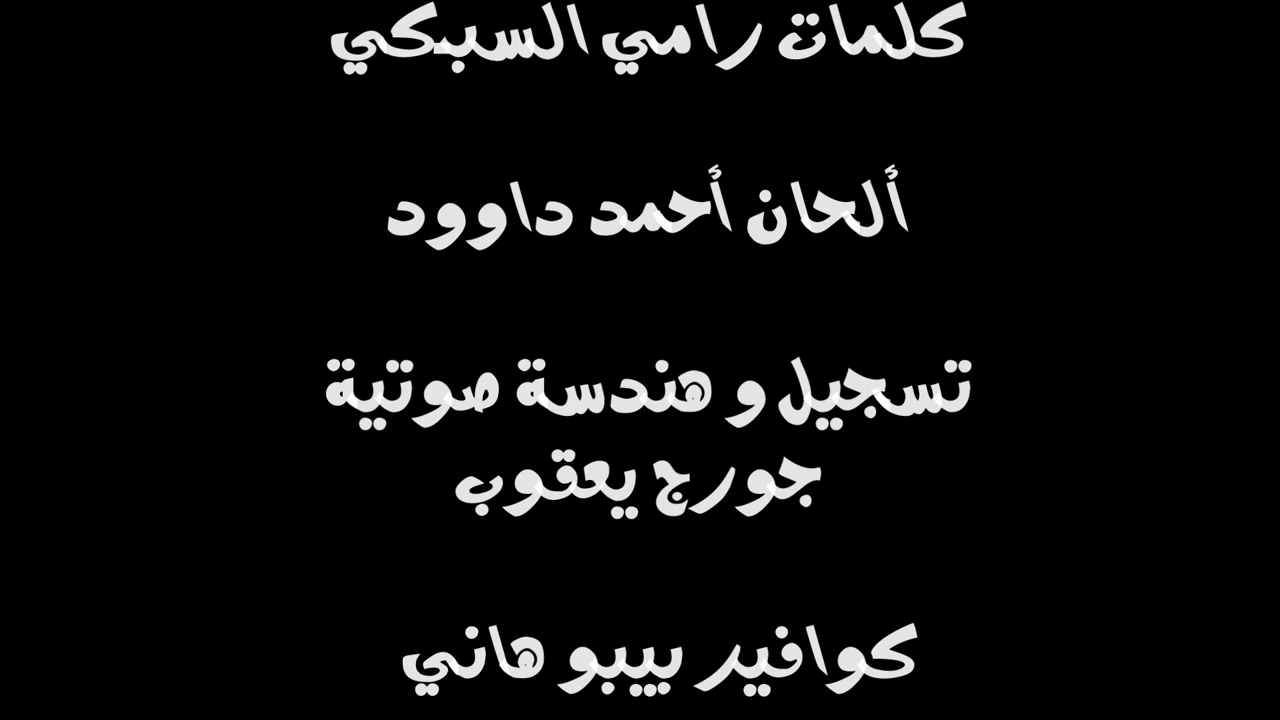 كلمات رامي السبكي
ألحان أحمد داوود
تسجيل و هندسة صوتية
جورج يعقوب
كوافير بيبو هاني